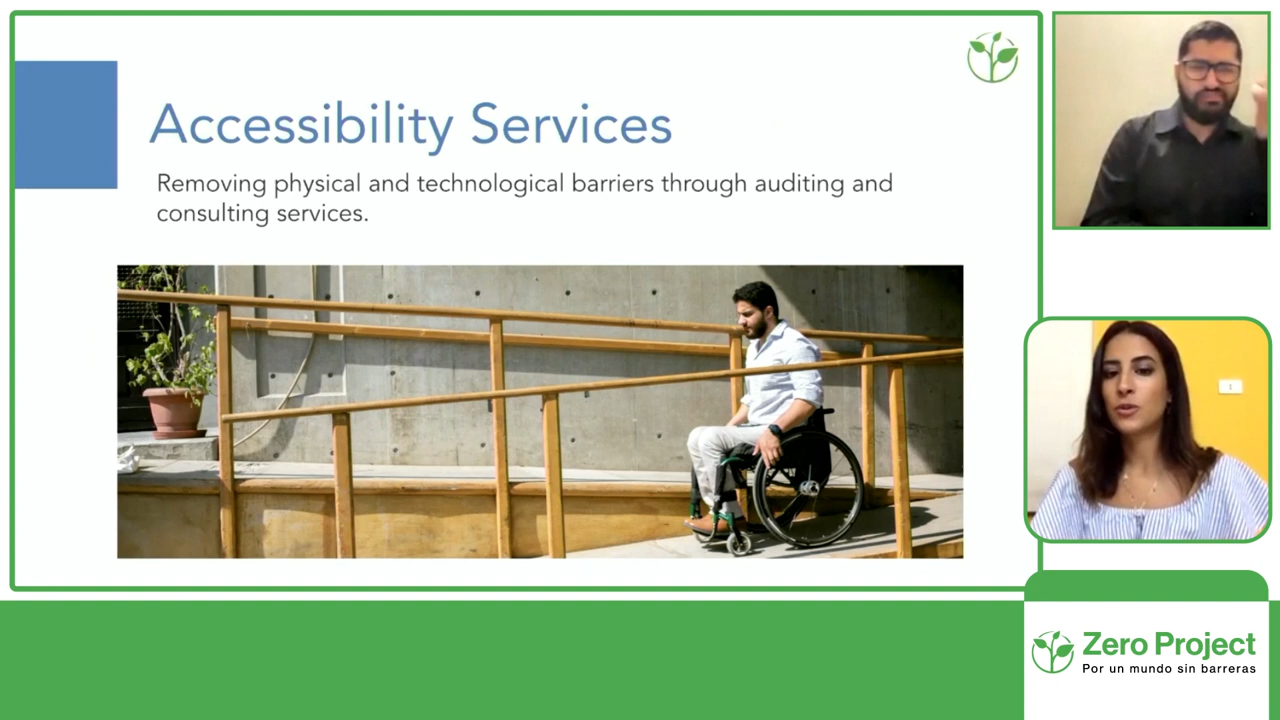 Accessibility Services
Removing physical and technological barriers through auditing and
consulting services.
Zero Project
Por un mundo sin barreras